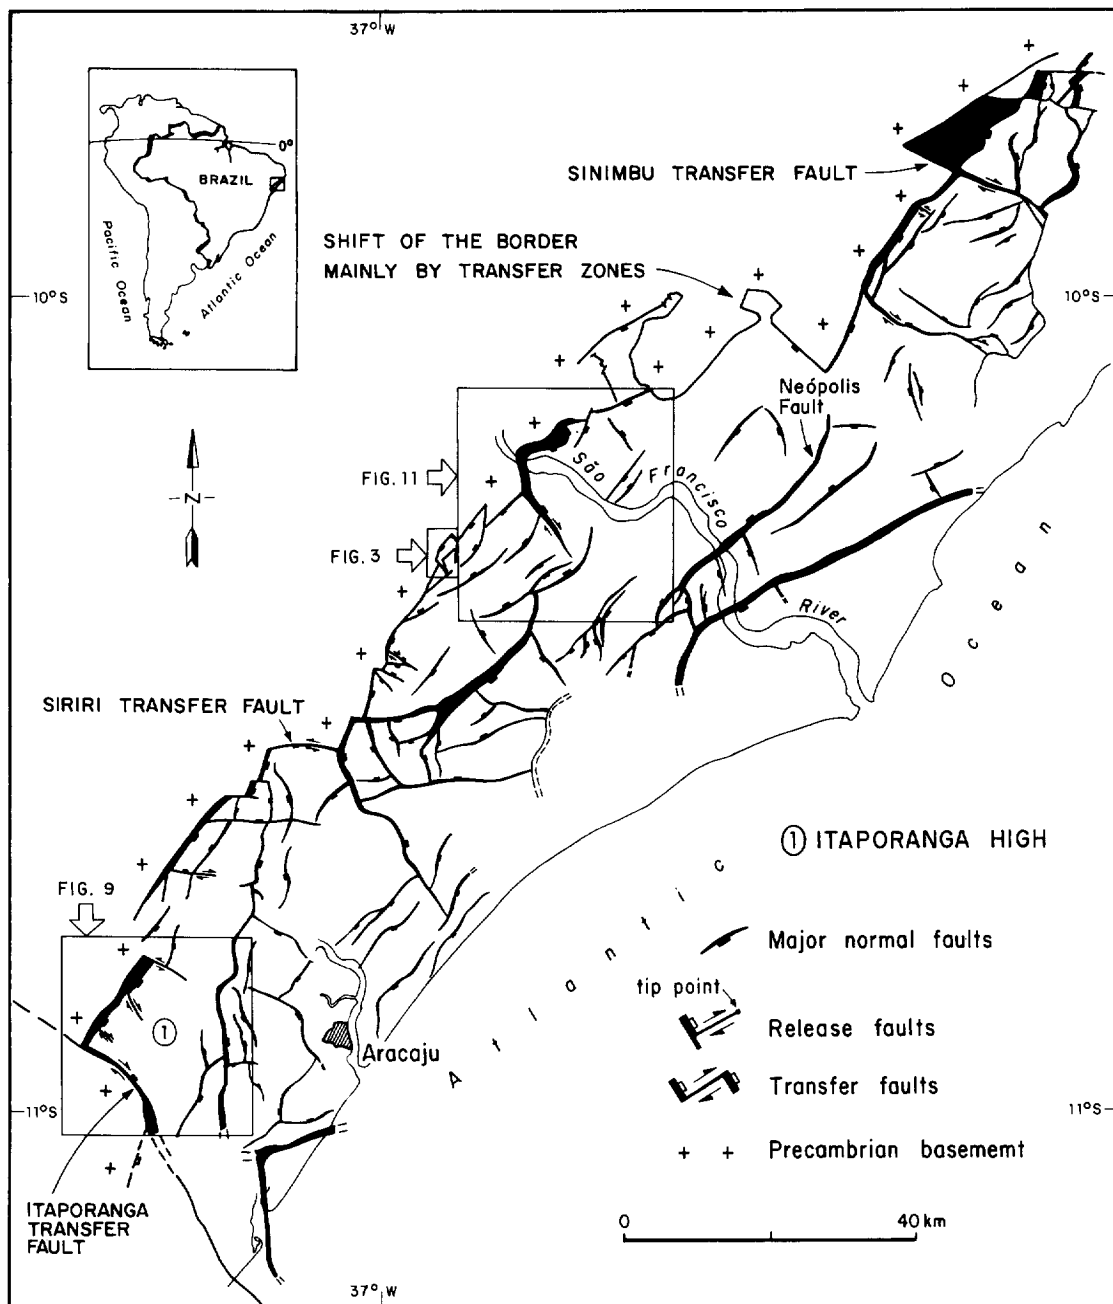 37° W
0°
BRAZIL
Pacific Ocean
Atlantic Ocean
SINIMBU TRANSFER FAULT
SHIFT OF THE BORDER
MAINLY BY TRANSFER ZONES
10°S
10°S
Neópolis
Fault
São Francisco River
FIG. 11
N
FIG. 3
Atlantic Ocean
SIRIRI TRANSFER FAULT
1 ITAPORANGA HIGH
FIG. 9
Major normal faults
tip point
Release faults
1
Aracaju
Transfer faults
11°S
11°S
+ + Precambrian basememt
ITAPORANGA
TRANSFER
FAULT
0 40 km
37° W